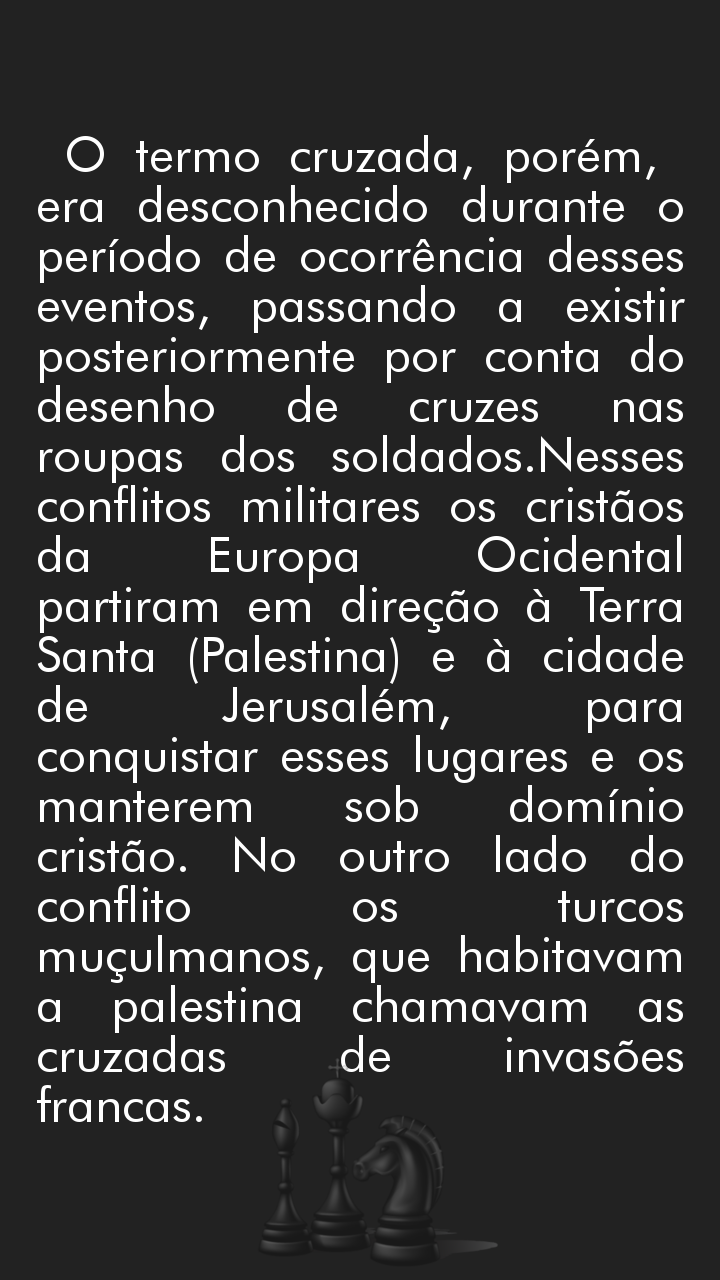 O termo cruzada, porém,
era desconhecido durante o
período de ocorrência desses
eventos, passando a existir
posteriormente por conta do
desenho de cruzes nas
roupas dos soldados.Nesses
conflitos militares os cristãos
da Europa Ocidental
partiram em direção à Terra
Santa (Palestina) e à cidade
de Jerusalém, para
conquistar esses lugares e os
manterem sob domínio
cristão. No outro lado do
conflito os turcos
muçulmanos, que habitavam
a palestina chamavam as
cruzadas de invasões
francas.